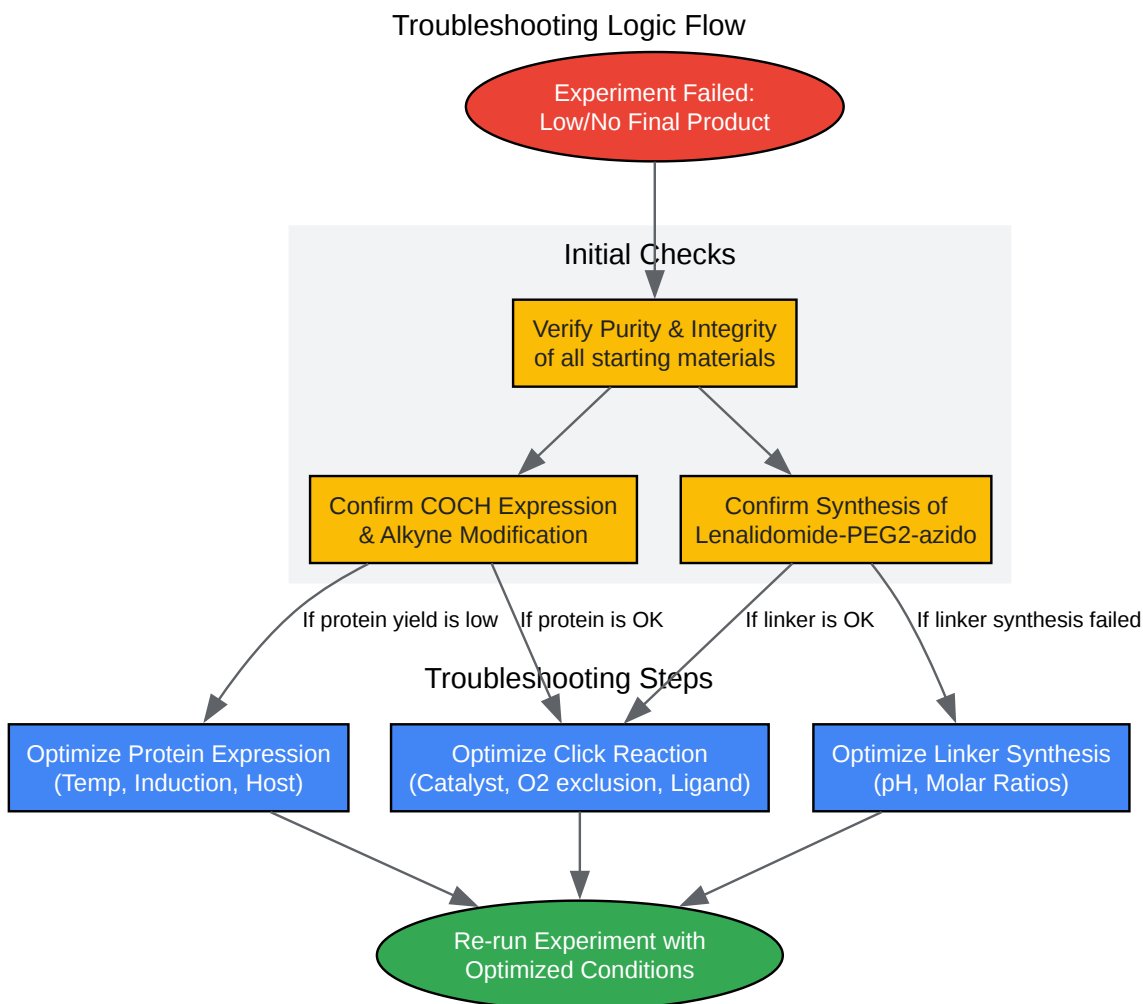 Troubleshooting Logic Flow
Experiment Failed:
Low/No Final Product
Initial Checks
Verify Purity & Integrity
of all starting materials
Confirm COCH Expression
& Alkyne Modification
Confirm Synthesis of
Lenalidomide-PEG2-azido
If protein yield is low
If protein is OK
If linker is OK
If linker synthesis failed
Troubleshooting Steps
Optimize Protein Expression
(Temp, Induction, Host)
Optimize Click Reaction
(Catalyst, O2 exclusion, Ligand)
Optimize Linker Synthesis
(pH, Molar Ratios)
Re-run Experiment with
Optimized Conditions